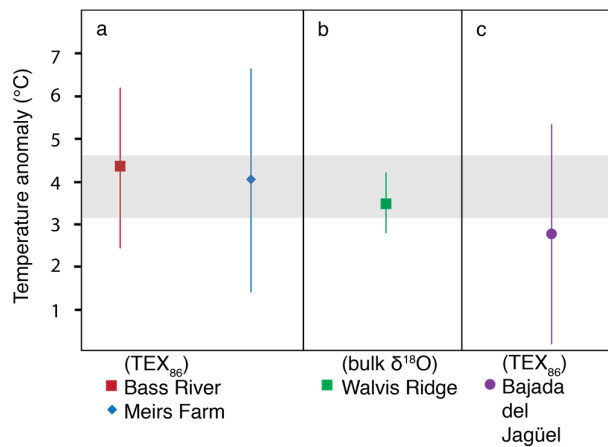 a
b
c
Temperature anomaly (°C)
7
6
5
4
3
2
1
(TEX₈₆)
Bass River
Meirs Farm
(bulk δ¹⁸O)
Walvis Ridge
(TEX₈₆)
Bajada
del
Jagüel